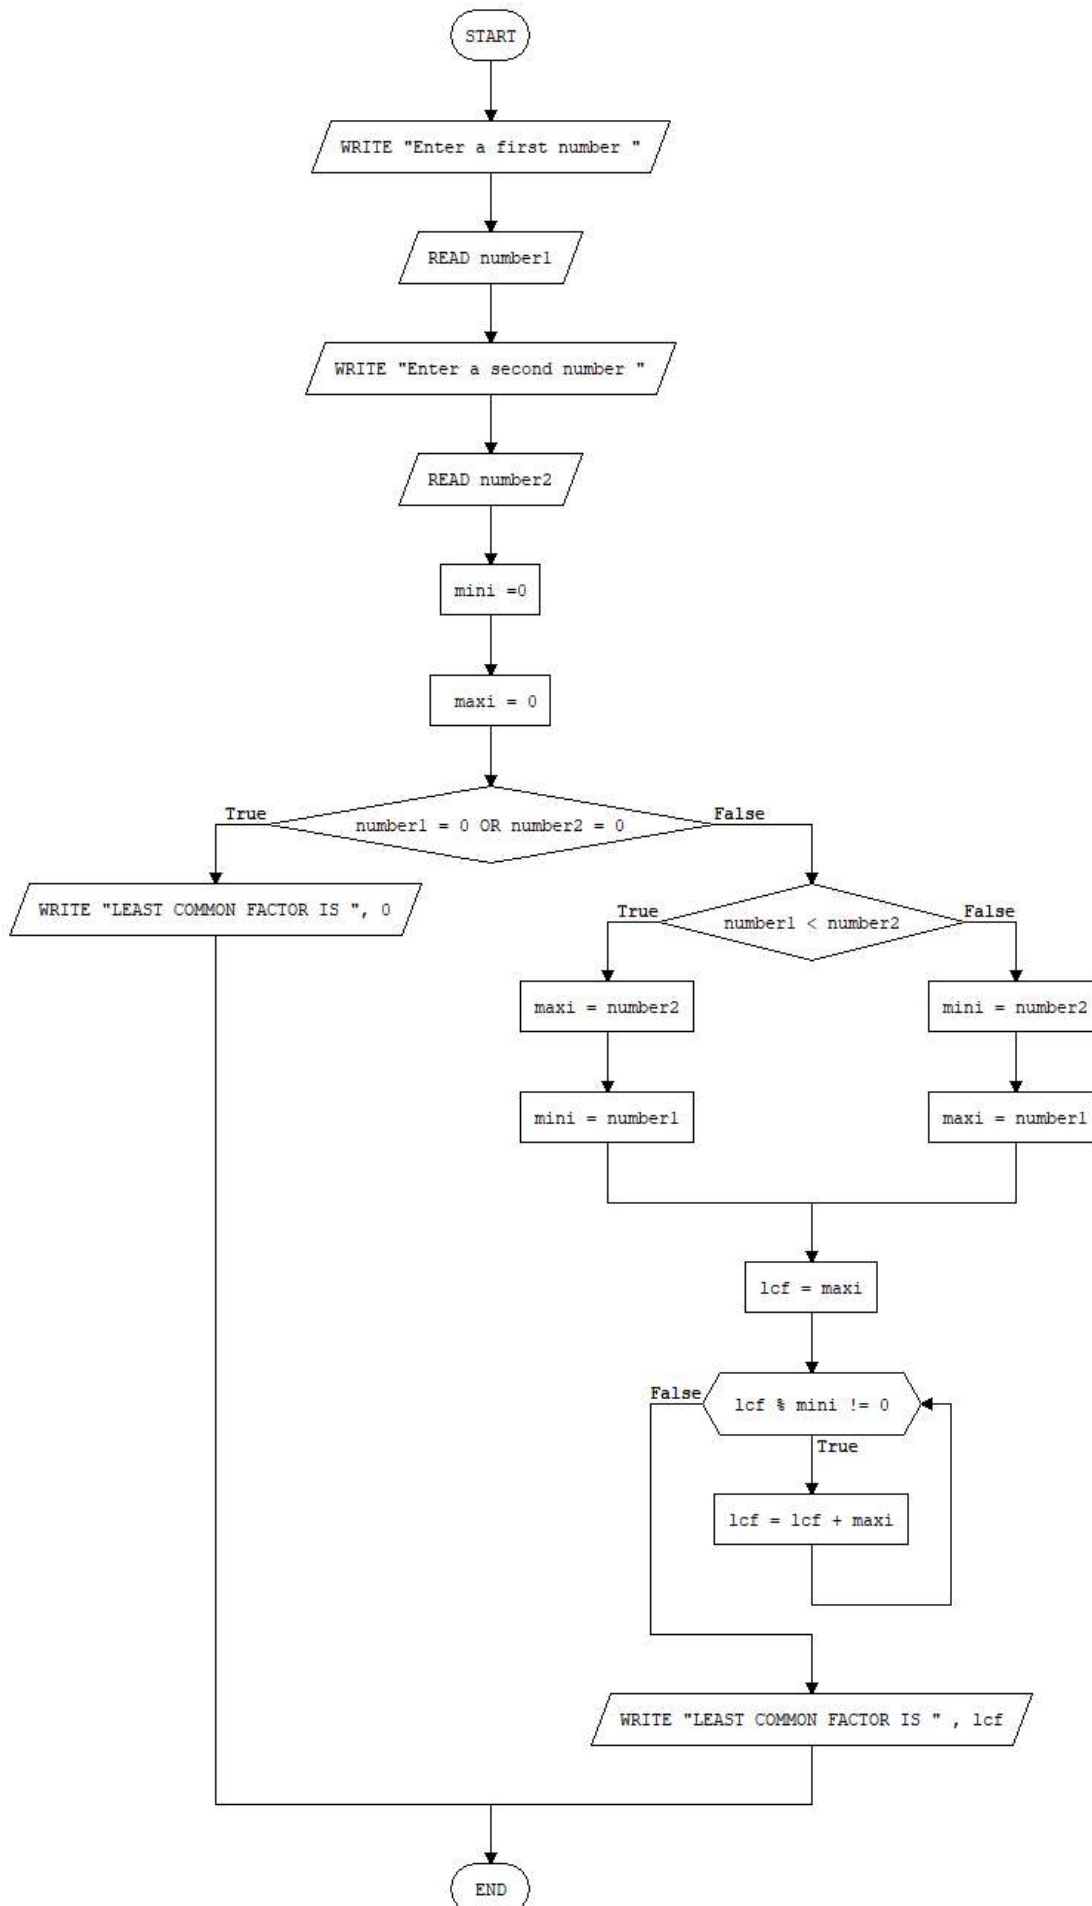 START
WRITE "Enter a first number "
READ number1
WRITE "Enter a second number "
READ number2
mini =0
maxi = 0
True
number1 = 0 OR number2 = 0
False
WRITE "LEAST COMMON FACTOR IS ", 0
True
number1 < number2
False
maxi = number2
mini = number2
mini = number1
maxi = number1
lcf = maxi
False
lcf % mini != 0
True
lcf = lcf + maxi
WRITE "LEAST COMMON FACTOR IS " , lcf
END